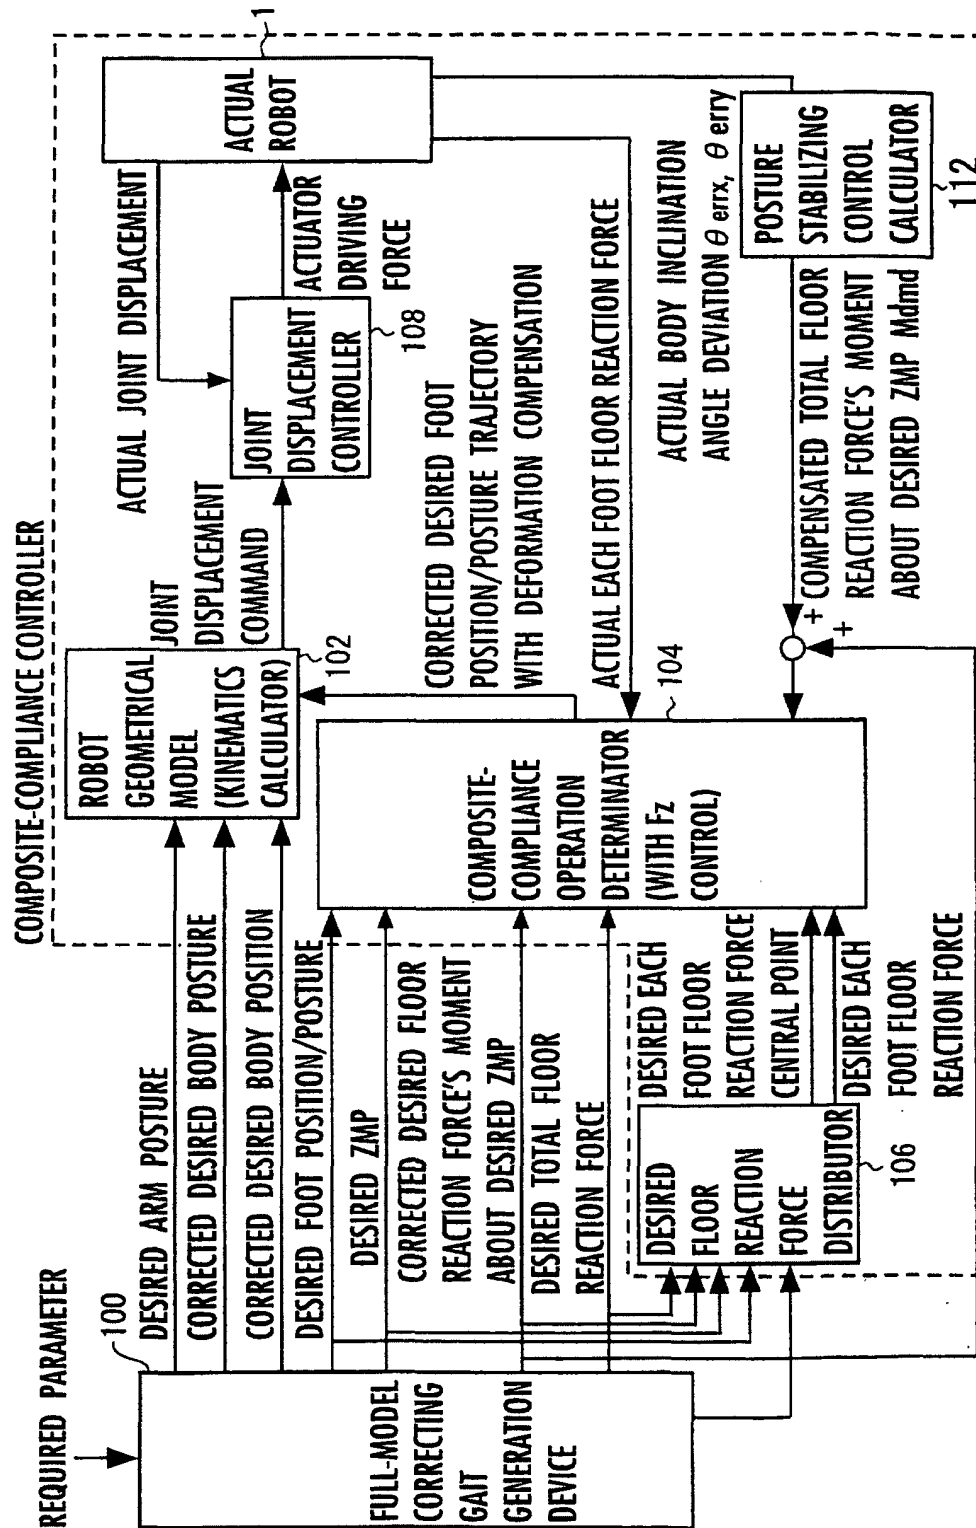 REQUIRED PARAMETER
100
FULL-MODEL
CORRECTING
GAIT
GENERATION
DEVICE
COMPOSITE-COMPLIANCE CONTROLLER
DESIRED ARM POSTURE
CORRECTED DESIRED BODY POSTURE
CORRECTED DESIRED BODY POSITION
DESIRED FOOT POSITION/POSTURE
DESIRED ZMP
CORRECTED DESIRED FLOOR
REACTION FORCE'S MOMENT
ABOUT DESIRED ZMP
DESIRED TOTAL FLOOR
REACTION FORCE
DESIRED
FLOOR
REACTION
FORCE
DISTRIBUTOR
106
DESIRED EACH
FOOT FLOOR
REACTION FORCE
CENTRAL POINT
DESIRED EACH
FOOT FLOOR
REACTION FORCE
ROBOT
GEOMETRICAL
MODEL
(KINEMATICS
CALCULATOR)
102
JOINT
DISPLACEMENT
COMMAND
COMPOSITE-
COMPLIANCE
OPERATION
DETERMINATOR
(WITH Fz
CONTROL)
104
CORRECTED DESIRED FOOT
POSITION/POSTURE TRAJECTORY
WITH DEFORMATION COMPENSATION
JOINT
DISPLACEMENT
CONTROLLER
108
ACTUAL JOINT DISPLACEMENT
ACTUATOR
DRIVING
FORCE
ACTUAL
ROBOT
1
ACTUAL EACH FOOT FLOOR REACTION FORCE
ACTUAL BODY INCLINATION
ANGLE DEVIATION θ errx, θ erry
POSTURE
STABILIZING
CONTROL
CALCULATOR
112
COMPENSATED TOTAL FLOOR
REACTION FORCE'S MOMENT
ABOUT DESIRED ZMP Mdmd
+
+